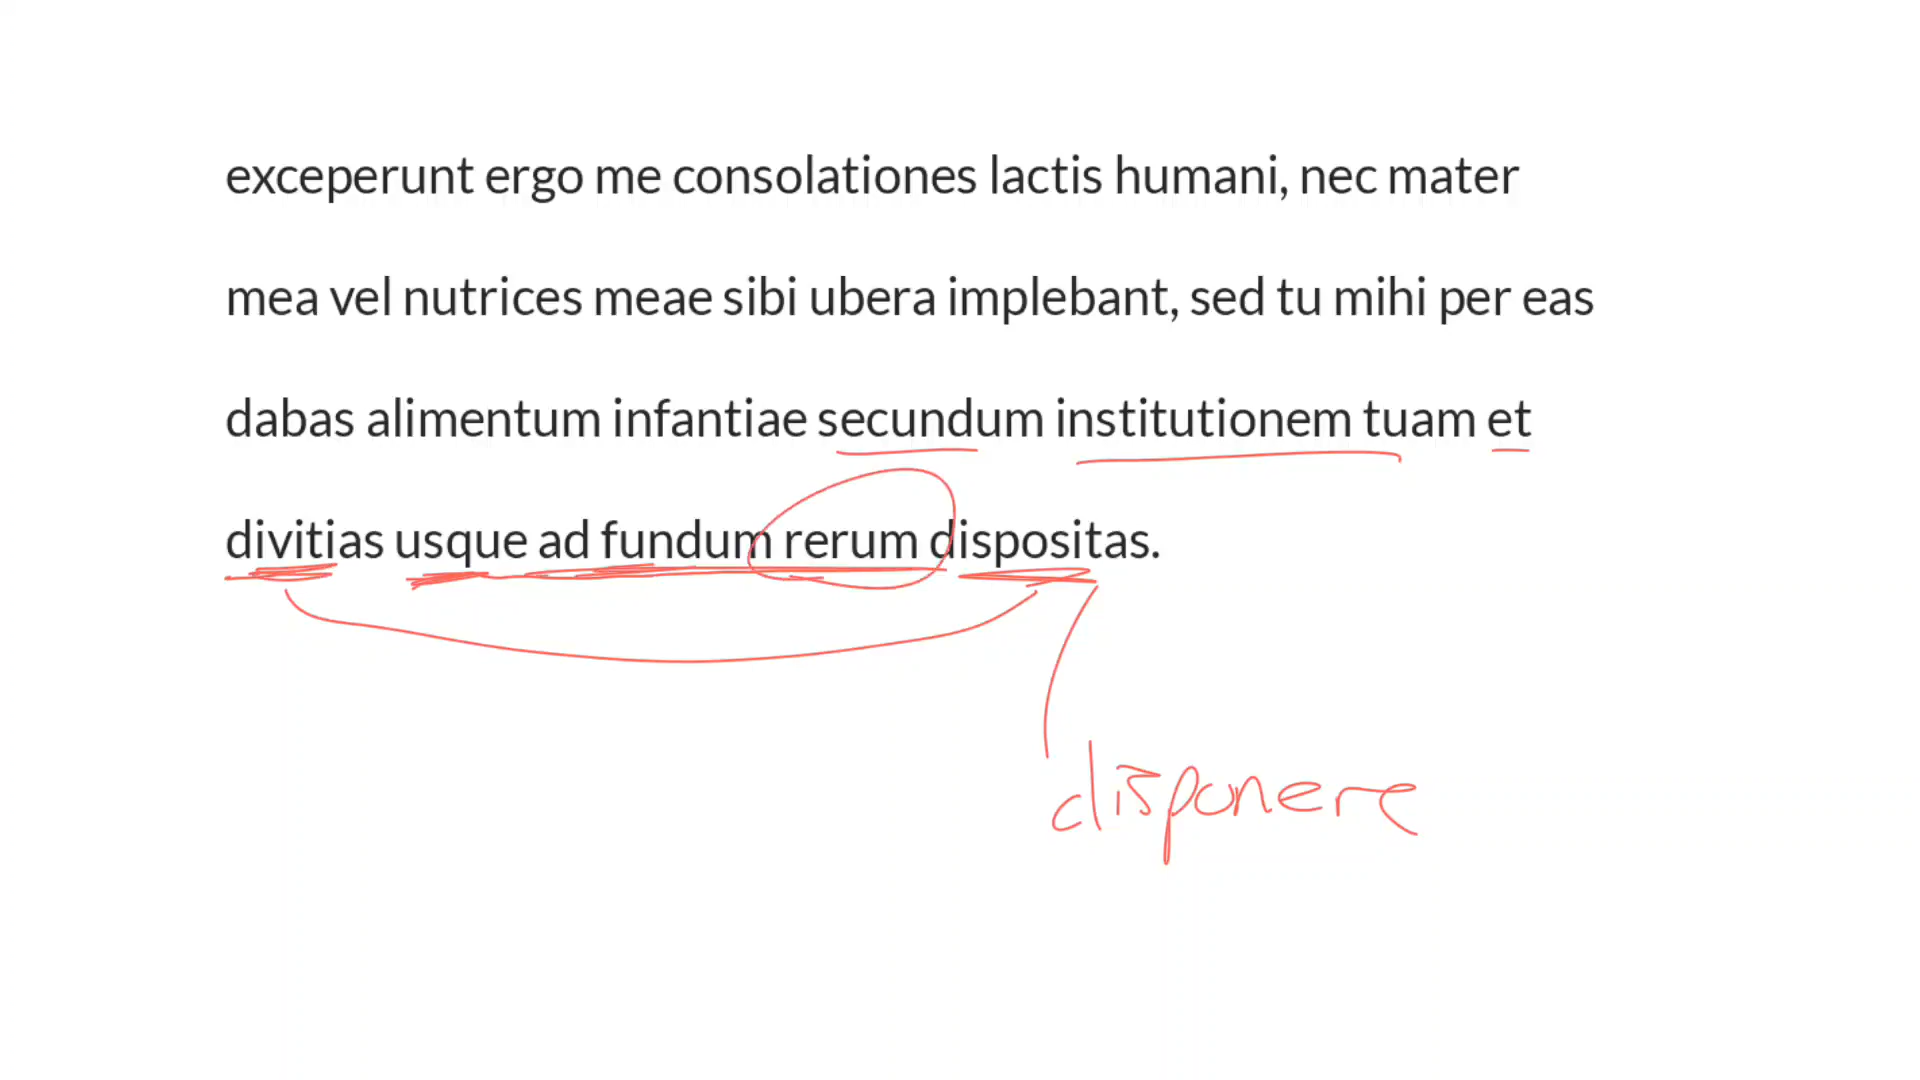 exceperunt ergo me consolationes lactis humani, nec mater
mea vel nutrices meae sibi ubera implebant, sed tu mihi per eas
dabas alimentum infantiae secundum institutionem tuam et
divitias usque ad fundum rerum dispositas.
disponere